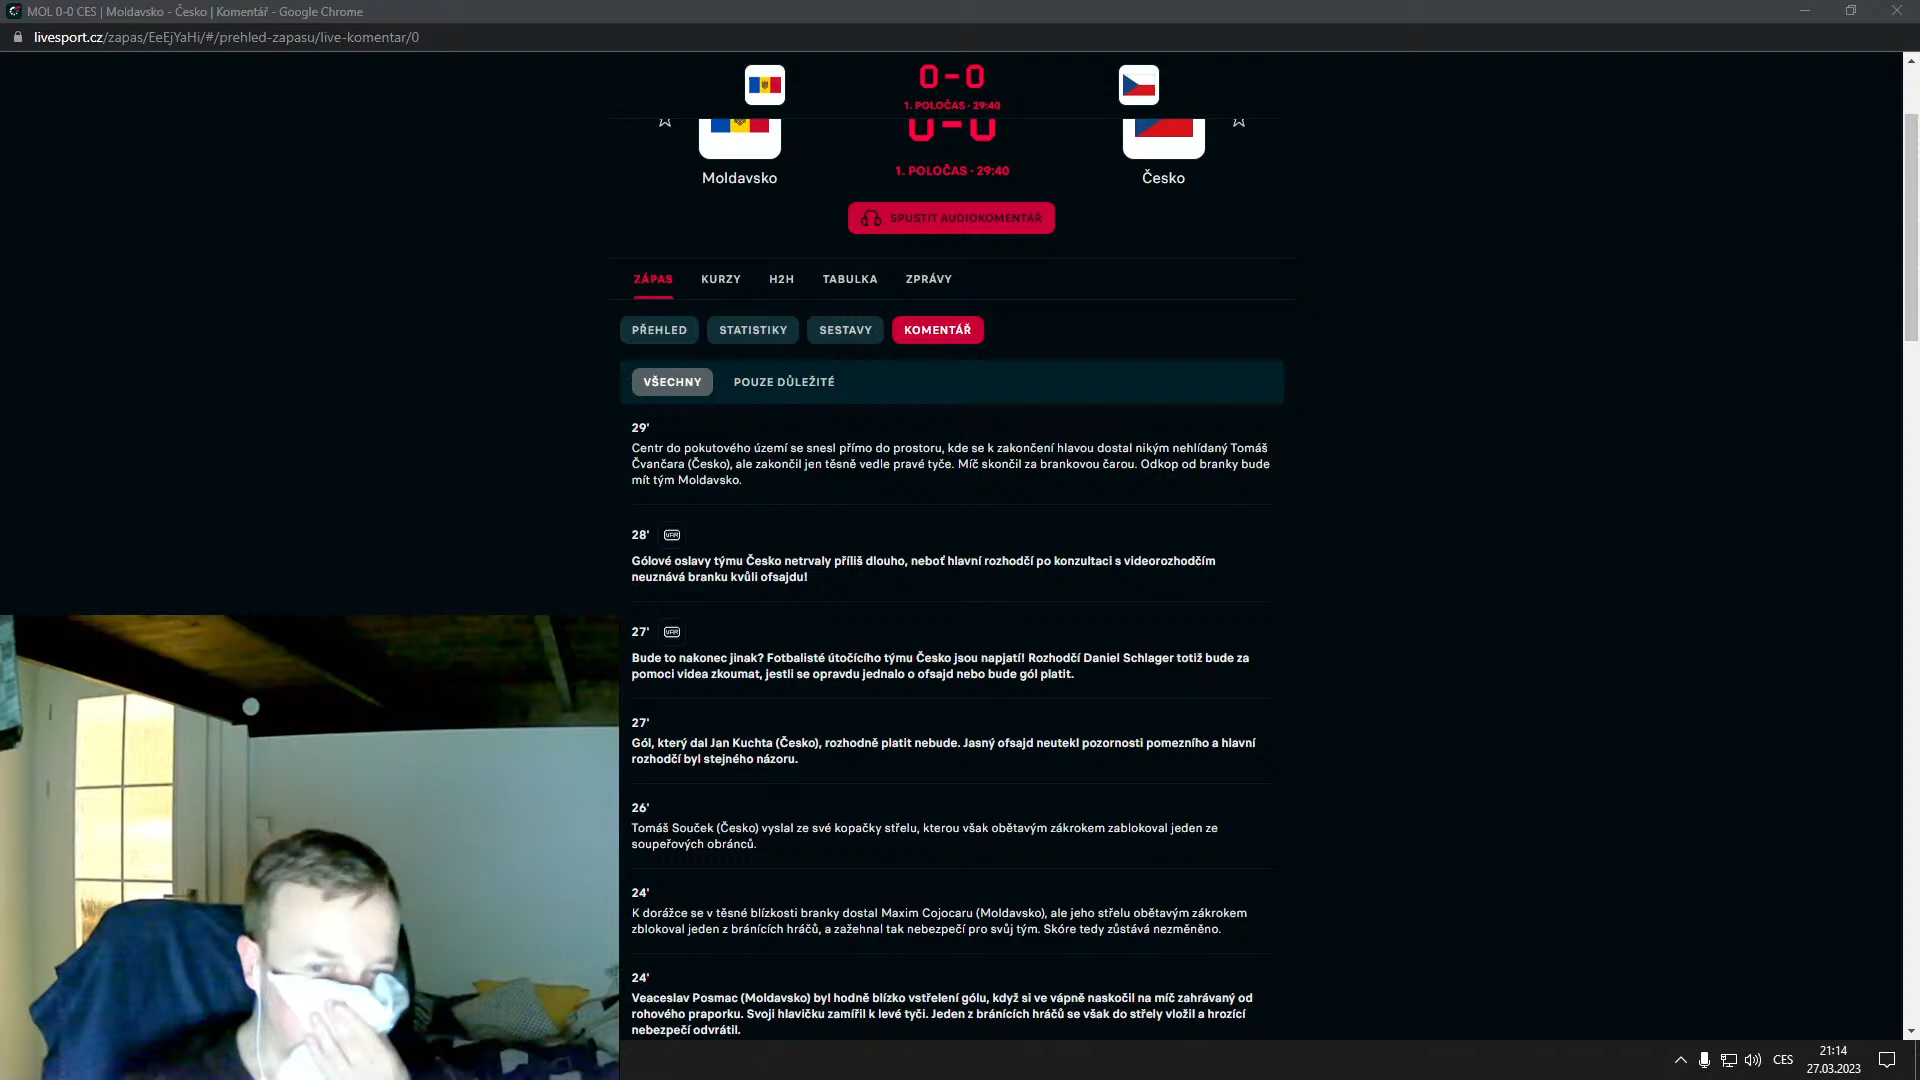 MOL 0-0 CES | Moldavsko - Česko | Komentář - Google Chrome
livesport.cz/zapas/EeEjYaHi/#/prehled-zapasu/live-komentar/0
0-0
1. POLOČAS - 29:40
0-0
1. POLOČAS - 29:40
Moldavsko
Česko
SPUSTIT AUDIOKOMENTÁŘ
ZÁPAS KURZY H2H TABULKA ZPRÁVY
PŘEHLED STATISTIKY SESTAVY KOMENTÁŘ
VŠECHNY POUZE DŮLEŽITÉ
29'
Centr do pokutového území se snesl přímo do prostoru, kde se k zakončení hlavou dostal nikým nehlídaný Tomáš
Čvančara (Česko), ale zakončil jen těsně vedle pravé tyče. Míč skončil za brankovou čarou. Odkop od branky bude
mít tým Moldavsko.
28' VAR
Gólové oslavy týmu Česko netrvaly příliš dlouho, neboť hlavní rozhodčí po konzultaci s videorozhodčím
neuznává branku kvůli ofsajdu!
27' VAR
Bude to nakonec jinak? Fotbalisté útočícího týmu Česko jsou napjatí! Rozhodčí Daniel Schlager totiž bude za
pomoci videa zkoumat, jestli se opravdu jednalo o ofsajd nebo bude gól platit.
27'
Gól, který dal Jan Kuchta (Česko), rozhodně platit nebude. Jasný ofsajd neutekl pozornosti pomezního a hlavní
rozhodčí byl stejného názoru.
26'
Tomáš Souček (Česko) vyslal ze své kopačky střelu, kterou však obětavým zákrokem zablokoval jeden ze
soupeřových obránců.
24'
K dorážce se v těsné blízkosti branky dostal Maxim Cojocaru (Moldavsko), ale jeho střelu obětavým zákrokem
zblokoval jeden z bránících hráčů, a zažehnal tak nebezpečí pro svůj tým. Skóre tedy zůstává nezměněno.
24'
Veaceslav Posmac (Moldavsko) byl hodně blízko vstřelení gólu, když si ve vápně naskočil na míč zahrávaný od
rohového praporku. Svoji hlavičku zamířil k levé tyči. Jeden z bránících hráčů se však do střely vložil a hrozící
nebezpečí odvrátil.
CES
21:14
27.03.2023